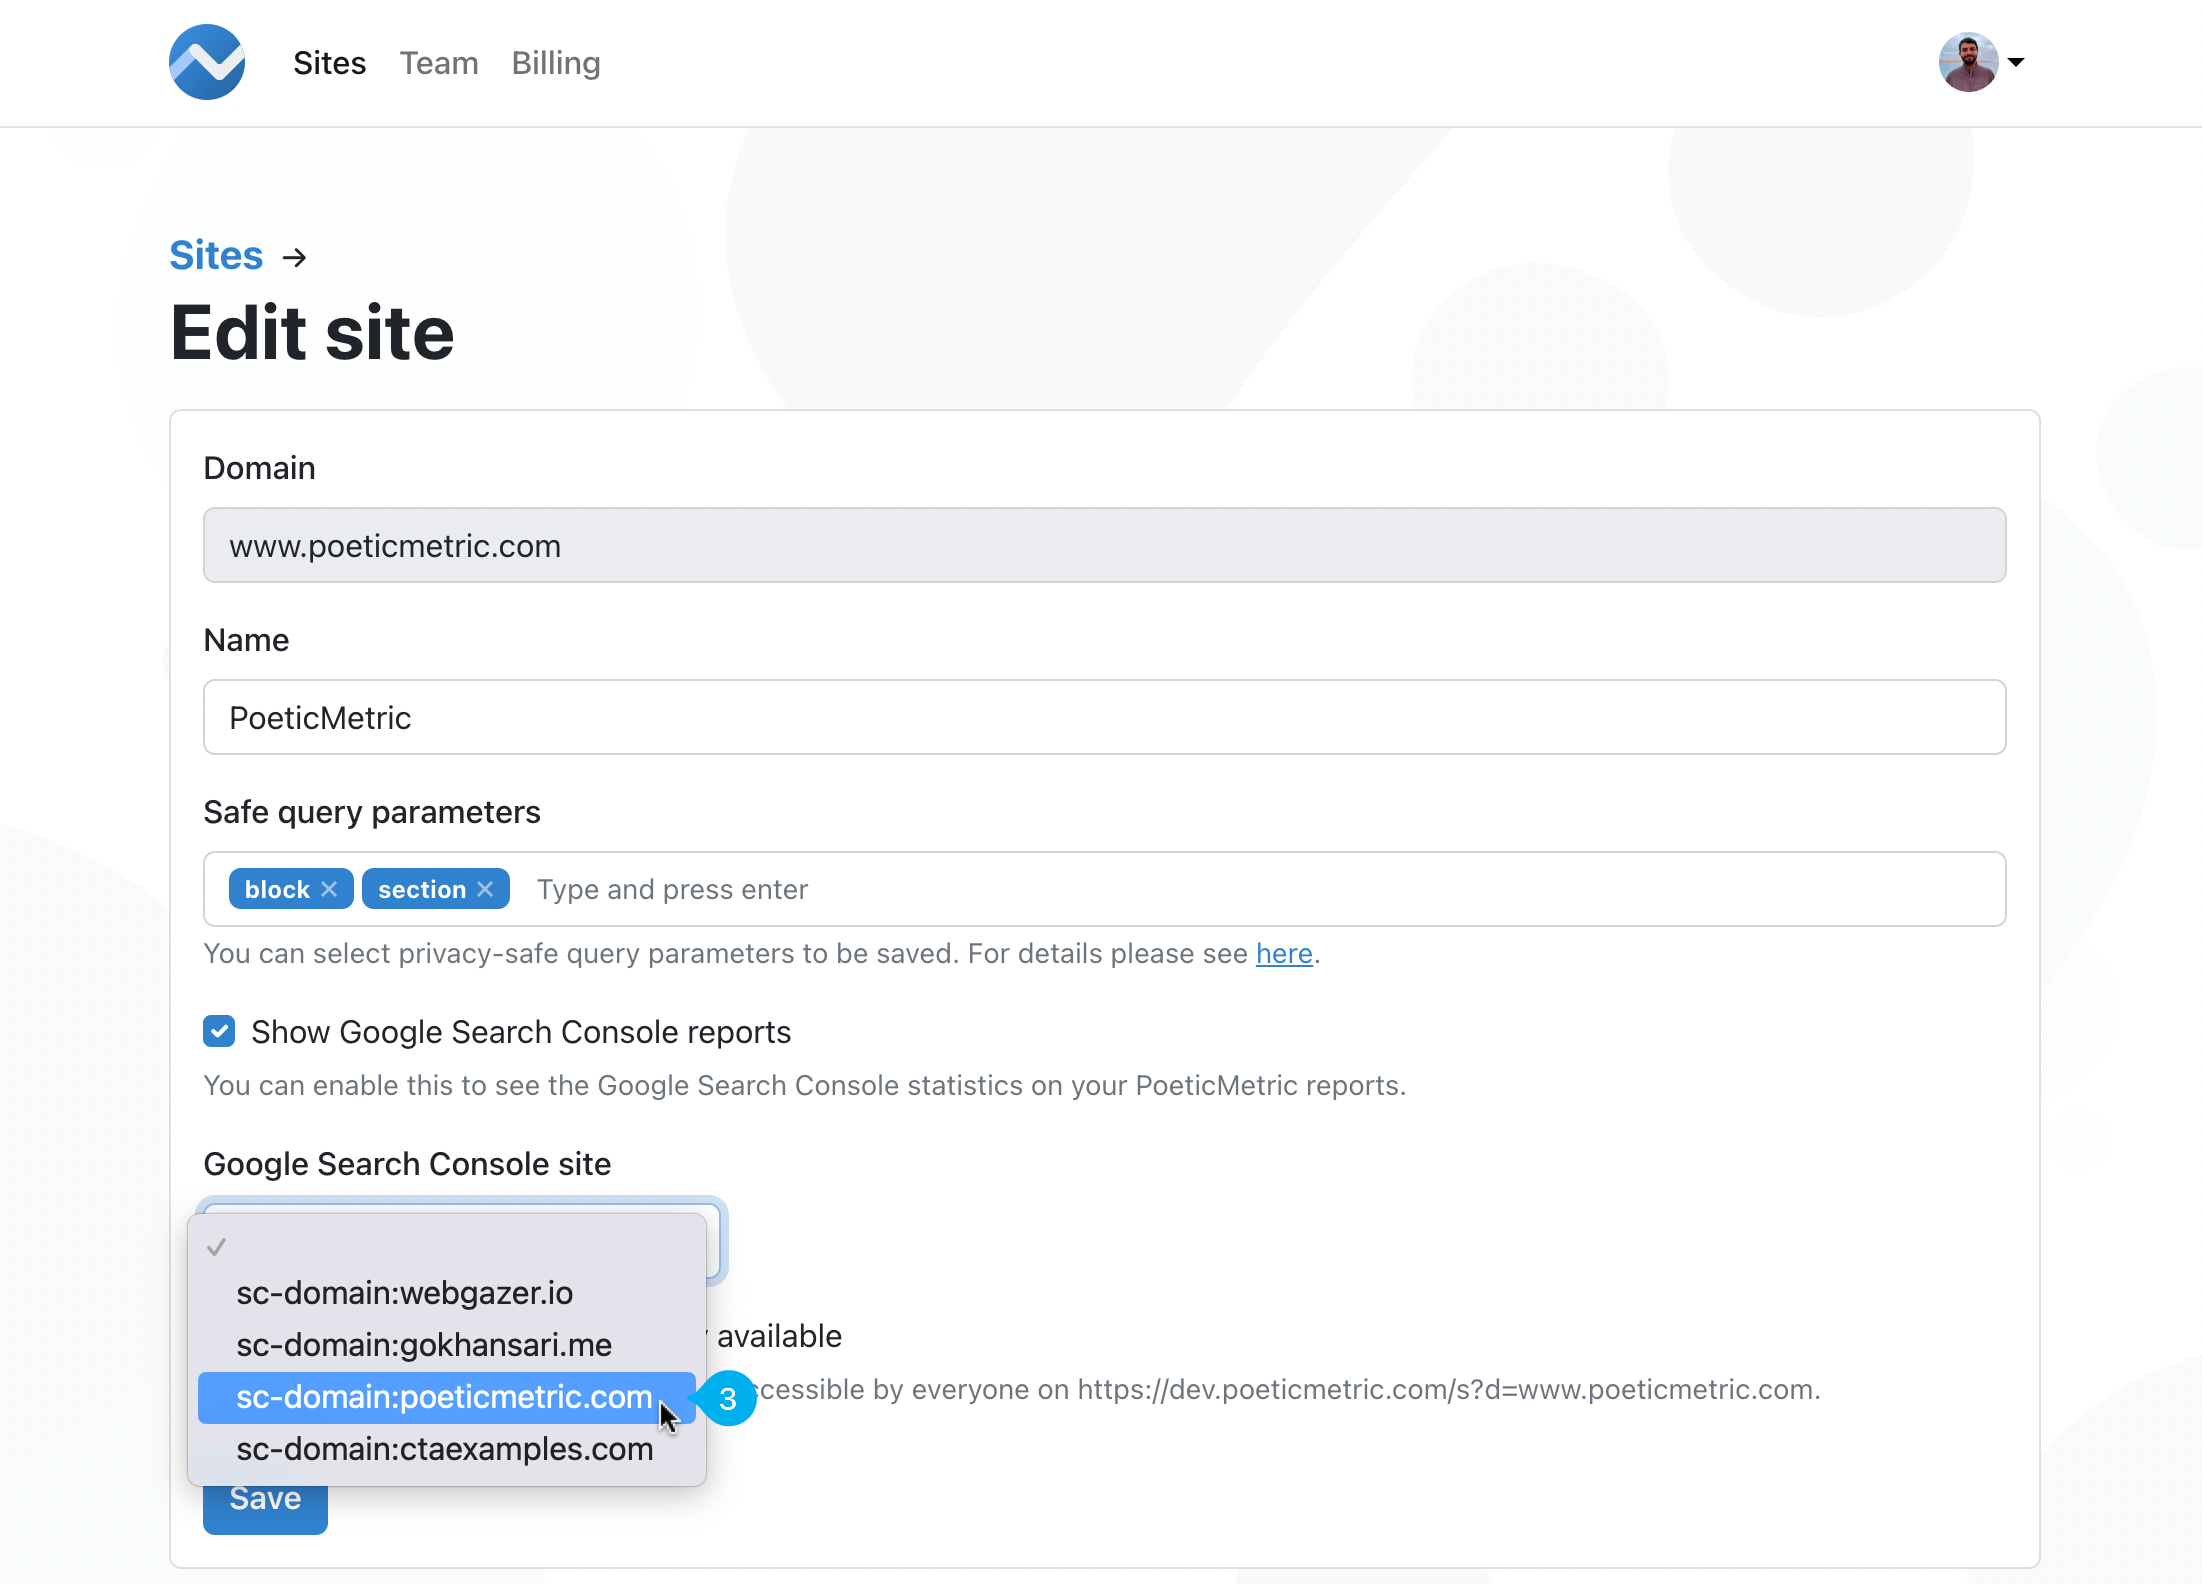 Sites Team Billing
Sites →
Edit site
Domain
www.poeticmetric.com
Name
PoeticMetric
Safe query parameters
block × section × Type and press enter
You can select privacy-safe query parameters to be saved. For details please see here.
Show Google Search Console reports
You can enable this to see the Google Search Console statistics on your PoeticMetric reports.
Google Search Console site
sc-domain:webgazer.io
available
sc-domain:gokhansari.me
sc-domain:poeticmetric.com 3
by everyone on https://dev.poeticmetric.com/s?d=www.poeticmetric.com.
sc-domain:ctaexamples.com
Save